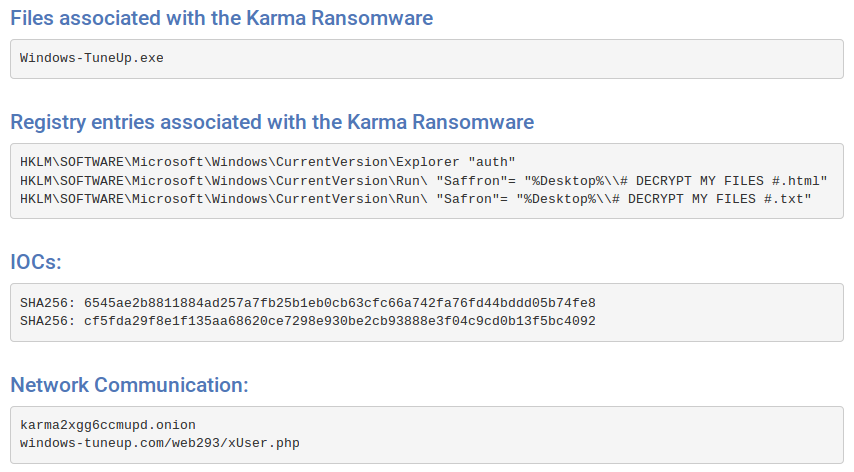 Files associated with the Karma Ransomware
Windows-TuneUp.exe
Registry entries associated with the Karma Ransomware
HKLM\SOFTWARE\Microsoft\Windows\CurrentVersion\Explorer "auth"
HKLM\SOFTWARE\Microsoft\Windows\CurrentVersion\Run\ "Saffron"= "%Desktop%\\# DECRYPT MY FILES #.html"
HKLM\SOFTWARE\Microsoft\Windows\CurrentVersion\Run\ "Safron"= "%Desktop%\\# DECRYPT MY FILES #.txt"
IOCs:
SHA256: 6545ae2b8811884ad257a7fb25b1eb0cb63cfc66a742fa76fd44bddd05b74fe8
SHA256: cf5fda29f8e1f135aa68620ce7298e930be2cb93888e3f04c9cd0b13f5bc4092
Network Communication:
karma2xgg6ccmupd.onion
windows-tuneup.com/web293/xUser.php